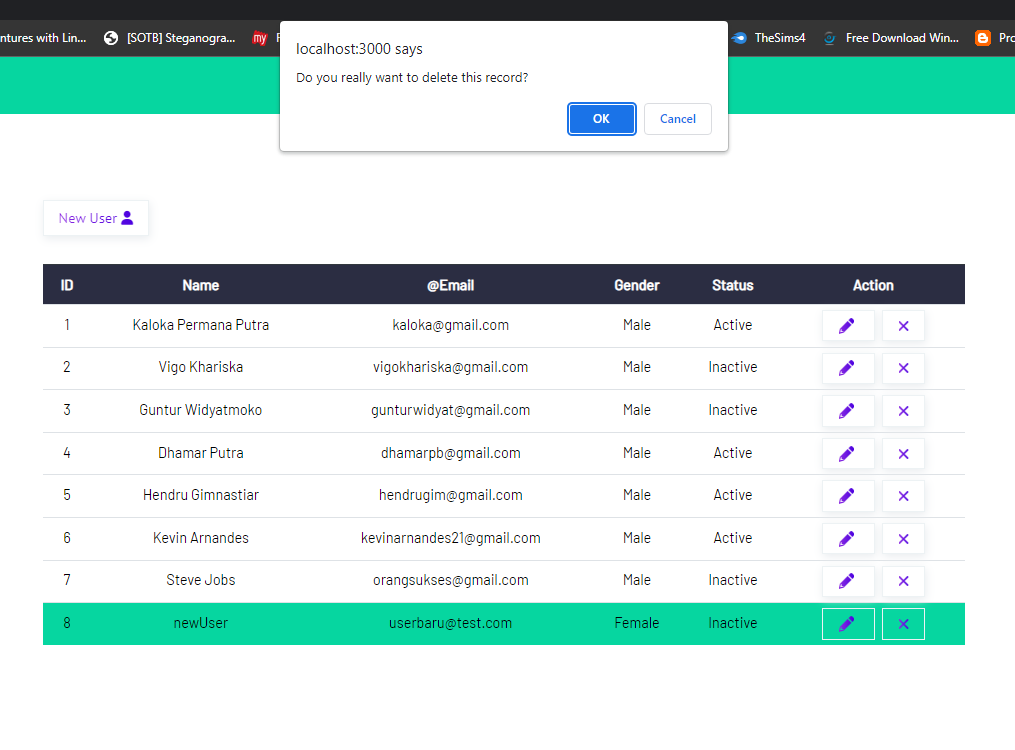 ntures with Lin... [SOTB] Steganogra... my TheSims4 Free Download Win...
localhost:3000 says
Do you really want to delete this record?
OK Cancel
New User
ID Name @Email Gender Status Action
1 Kaloka Permana Putra kaloka@gmail.com Male Active
2 Vigo Khariska vigokhariska@gmail.com Male Inactive
3 Guntur Widyatmoko gunturwidyat@gmail.com Male Inactive
4 Dhamar Putra dhamarpb@gmail.com Male Active
5 Hendru Gimnastiar hendrugim@gmail.com Male Active
6 Kevin Arnandes kevinarnandes21@gmail.com Male Active
7 Steve Jobs orangsukses@gmail.com Male Inactive
8 newUser userbaru@test.com Female Inactive